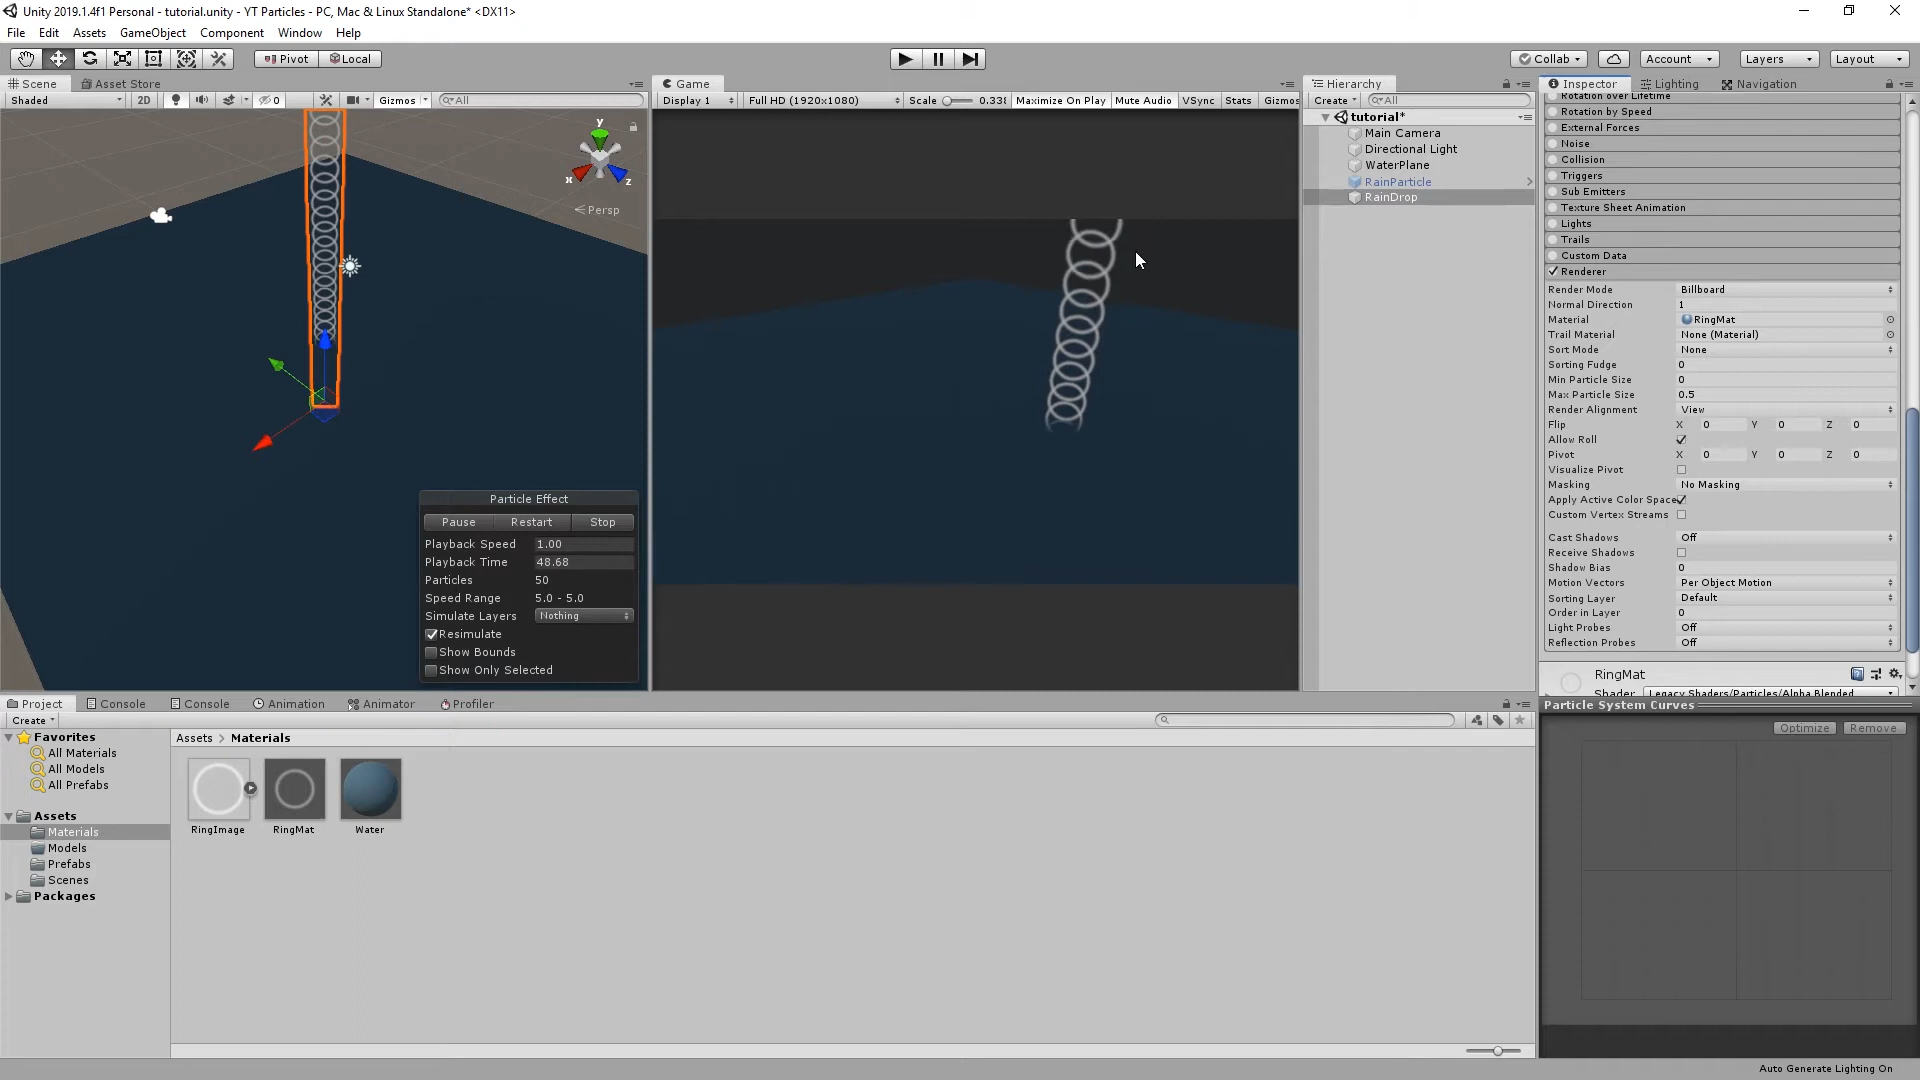 Unity 2019.1.4f1 Personal - tutorial.unity - YT Particles - PC, Mac & Linux Standalone* <DX11>
File Edit Assets GameObject Component Window Help
Pivot Local Collab Account Layers Layout
Scene Asset Store
Shaded 2D 0 Gizmos All
y
x
z
Persp
Particle Effect
Pause Restart Stop
Playback Speed 1.00
Playback Time 48.68
Particles 50
Speed Range 5.0 - 5.0
Simulate Layers Nothing
Resimulate
Show Bounds
Show Only Selected
Game
Display 1 Full HD (1920x1080) Scale 0.33 Maximize On Play Mute Audio VSync Stats Gizmos
Hierarchy
Create All
tutorial*
Main Camera
Directional Light
WaterPlane
RainParticle
RainDrop
Inspector Lighting Navigation
Rotation over Lifetime
Rotation by Speed
External Forces
Noise
Collision
Triggers
Sub Emitters
Texture Sheet Animation
Lights
Trails
Custom Data
Renderer
Render Mode Billboard
Normal Direction 1
Material RingMat
Trail Material None (Material)
Sort Mode None
Sorting Fudge 0
Min Particle Size 0
Max Particle Size 0.5
Render Alignment View
Flip X 0 Y 0 Z 0
Allow Roll
Pivot X 0 Y 0 Z 0
Visualize Pivot
Masking No Masking
Apply Active Color Space
Custom Vertex Streams
Cast Shadows Off
Receive Shadows
Shadow Bias 0
Motion Vectors Per Object Motion
Sorting Layer Default
Order in Layer 0
Light Probes Off
Reflection Probes Off
RingMat
Shader Legacy Shaders/Particles/Alpha Blended
Particle System Curves
Optimize Remove
Project Console Console Animation Animator Profiler
Create
Favorites
All Materials
All Models
All Prefabs
Assets
Materials
Models
Prefabs
Scenes
Packages
Assets > Materials
RingImage RingMat Water
Auto Generate Lighting On